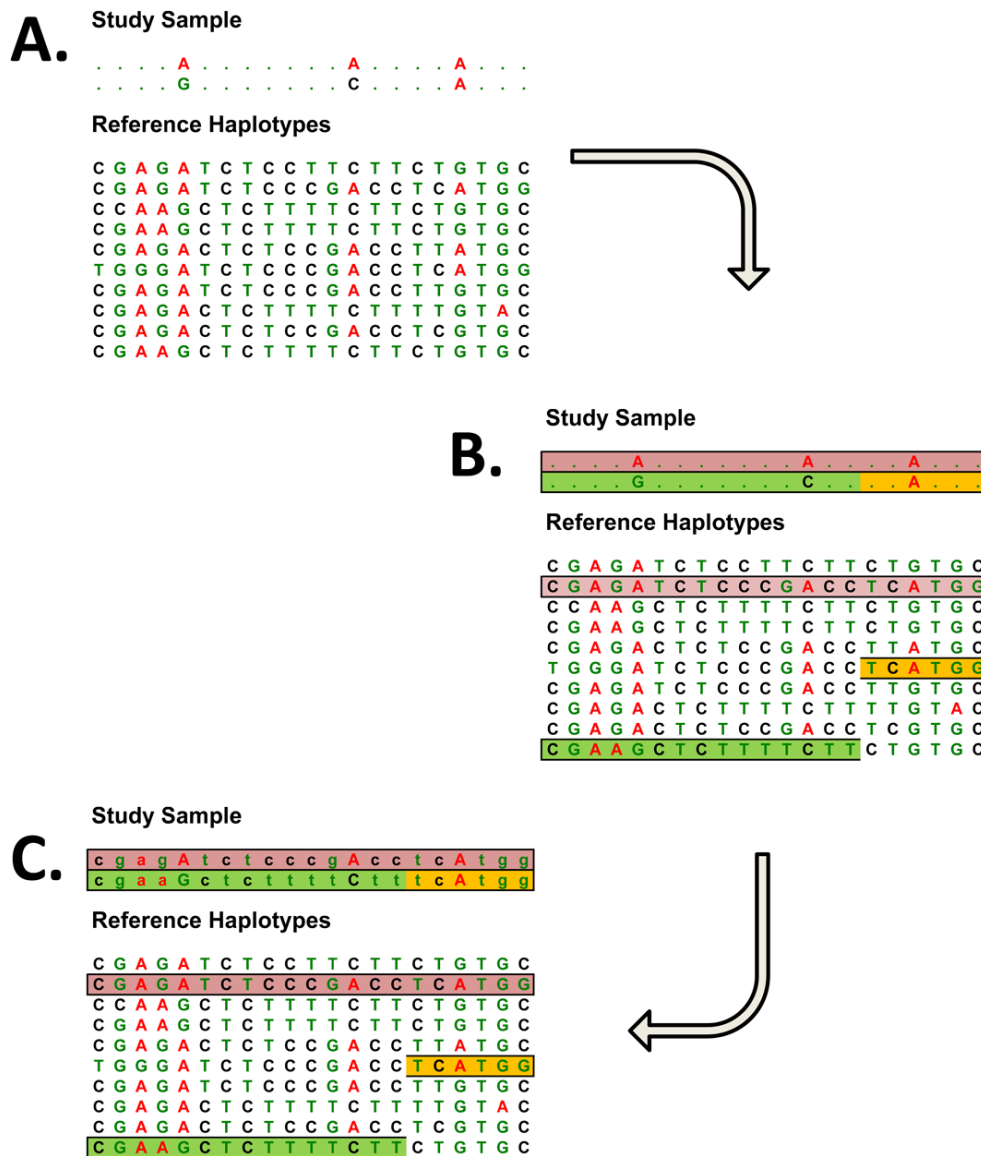 A.
Study Sample
. . . . A . . . . . . . A . . . . A . . .
. . . . G . . . . . . . C . . . . A . . .
Reference Haplotypes
C G A G A T C T C C T T C T T C T G T G C
C G A G A T C T C C C G A C C T C A T G G
C C A A G C T C T T T T C T T C T G T G C
C G A A G C T C T T T T C T T C T G T G C
C G A G A C T C T C C G A C C T T A T G C
T G G G A T C T C C C G A C C T C A T G G
C G A G A T C T C C C G A C C T T G T G C
C G A G A C T C T T T T C T T T T G T A C
C G A G A C T C T C C G A C C T C G T G C
C G A A G C T C T T T T C T T C T G T G C
B.
Study Sample
. . . . A . . . . . . . A . . . . A . . .
. . . . G . . . . . . . C . . . . A . . .
Reference Haplotypes
C G A G A T C T C C T T C T T C T G T G C
C G A G A T C T C C C G A C C T C A T G G
C C A A G C T C T T T T C T T C T G T G C
C G A A G C T C T T T T C T T C T G T G C
C G A G A C T C T C C G A C C T T A T G C
T G G G A T C T C C C G A C C T C A T G G
C G A G A T C T C C C G A C C T T G T G C
C G A G A C T C T T T T C T T T T G T A C
C G A G A C T C T C C G A C C T C G T G C
C G A A G C T C T T T T C T T C T G T G C
C.
Study Sample
c g a g A t c t c c c g A c c t c A t g g
c g a a G c t c t t t t C t t t c A t g g
Reference Haplotypes
C G A G A T C T C C T T C T T C T G T G C
C G A G A T C T C C C G A C C T C A T G G
C C A A G C T C T T T T C T T C T G T G C
C G A A G C T C T T T T C T T C T G T G C
C G A G A C T C T C C G A C C T T A T G C
T G G G A T C T C C C G A C C T C A T G G
C G A G A T C T C C C G A C C T T G T G C
C G A G A C T C T T T T C T T T T G T A C
C G A G A C T C T C C G A C C T C G T G C
C G A A G C T C T T T T C T T C T G T G C